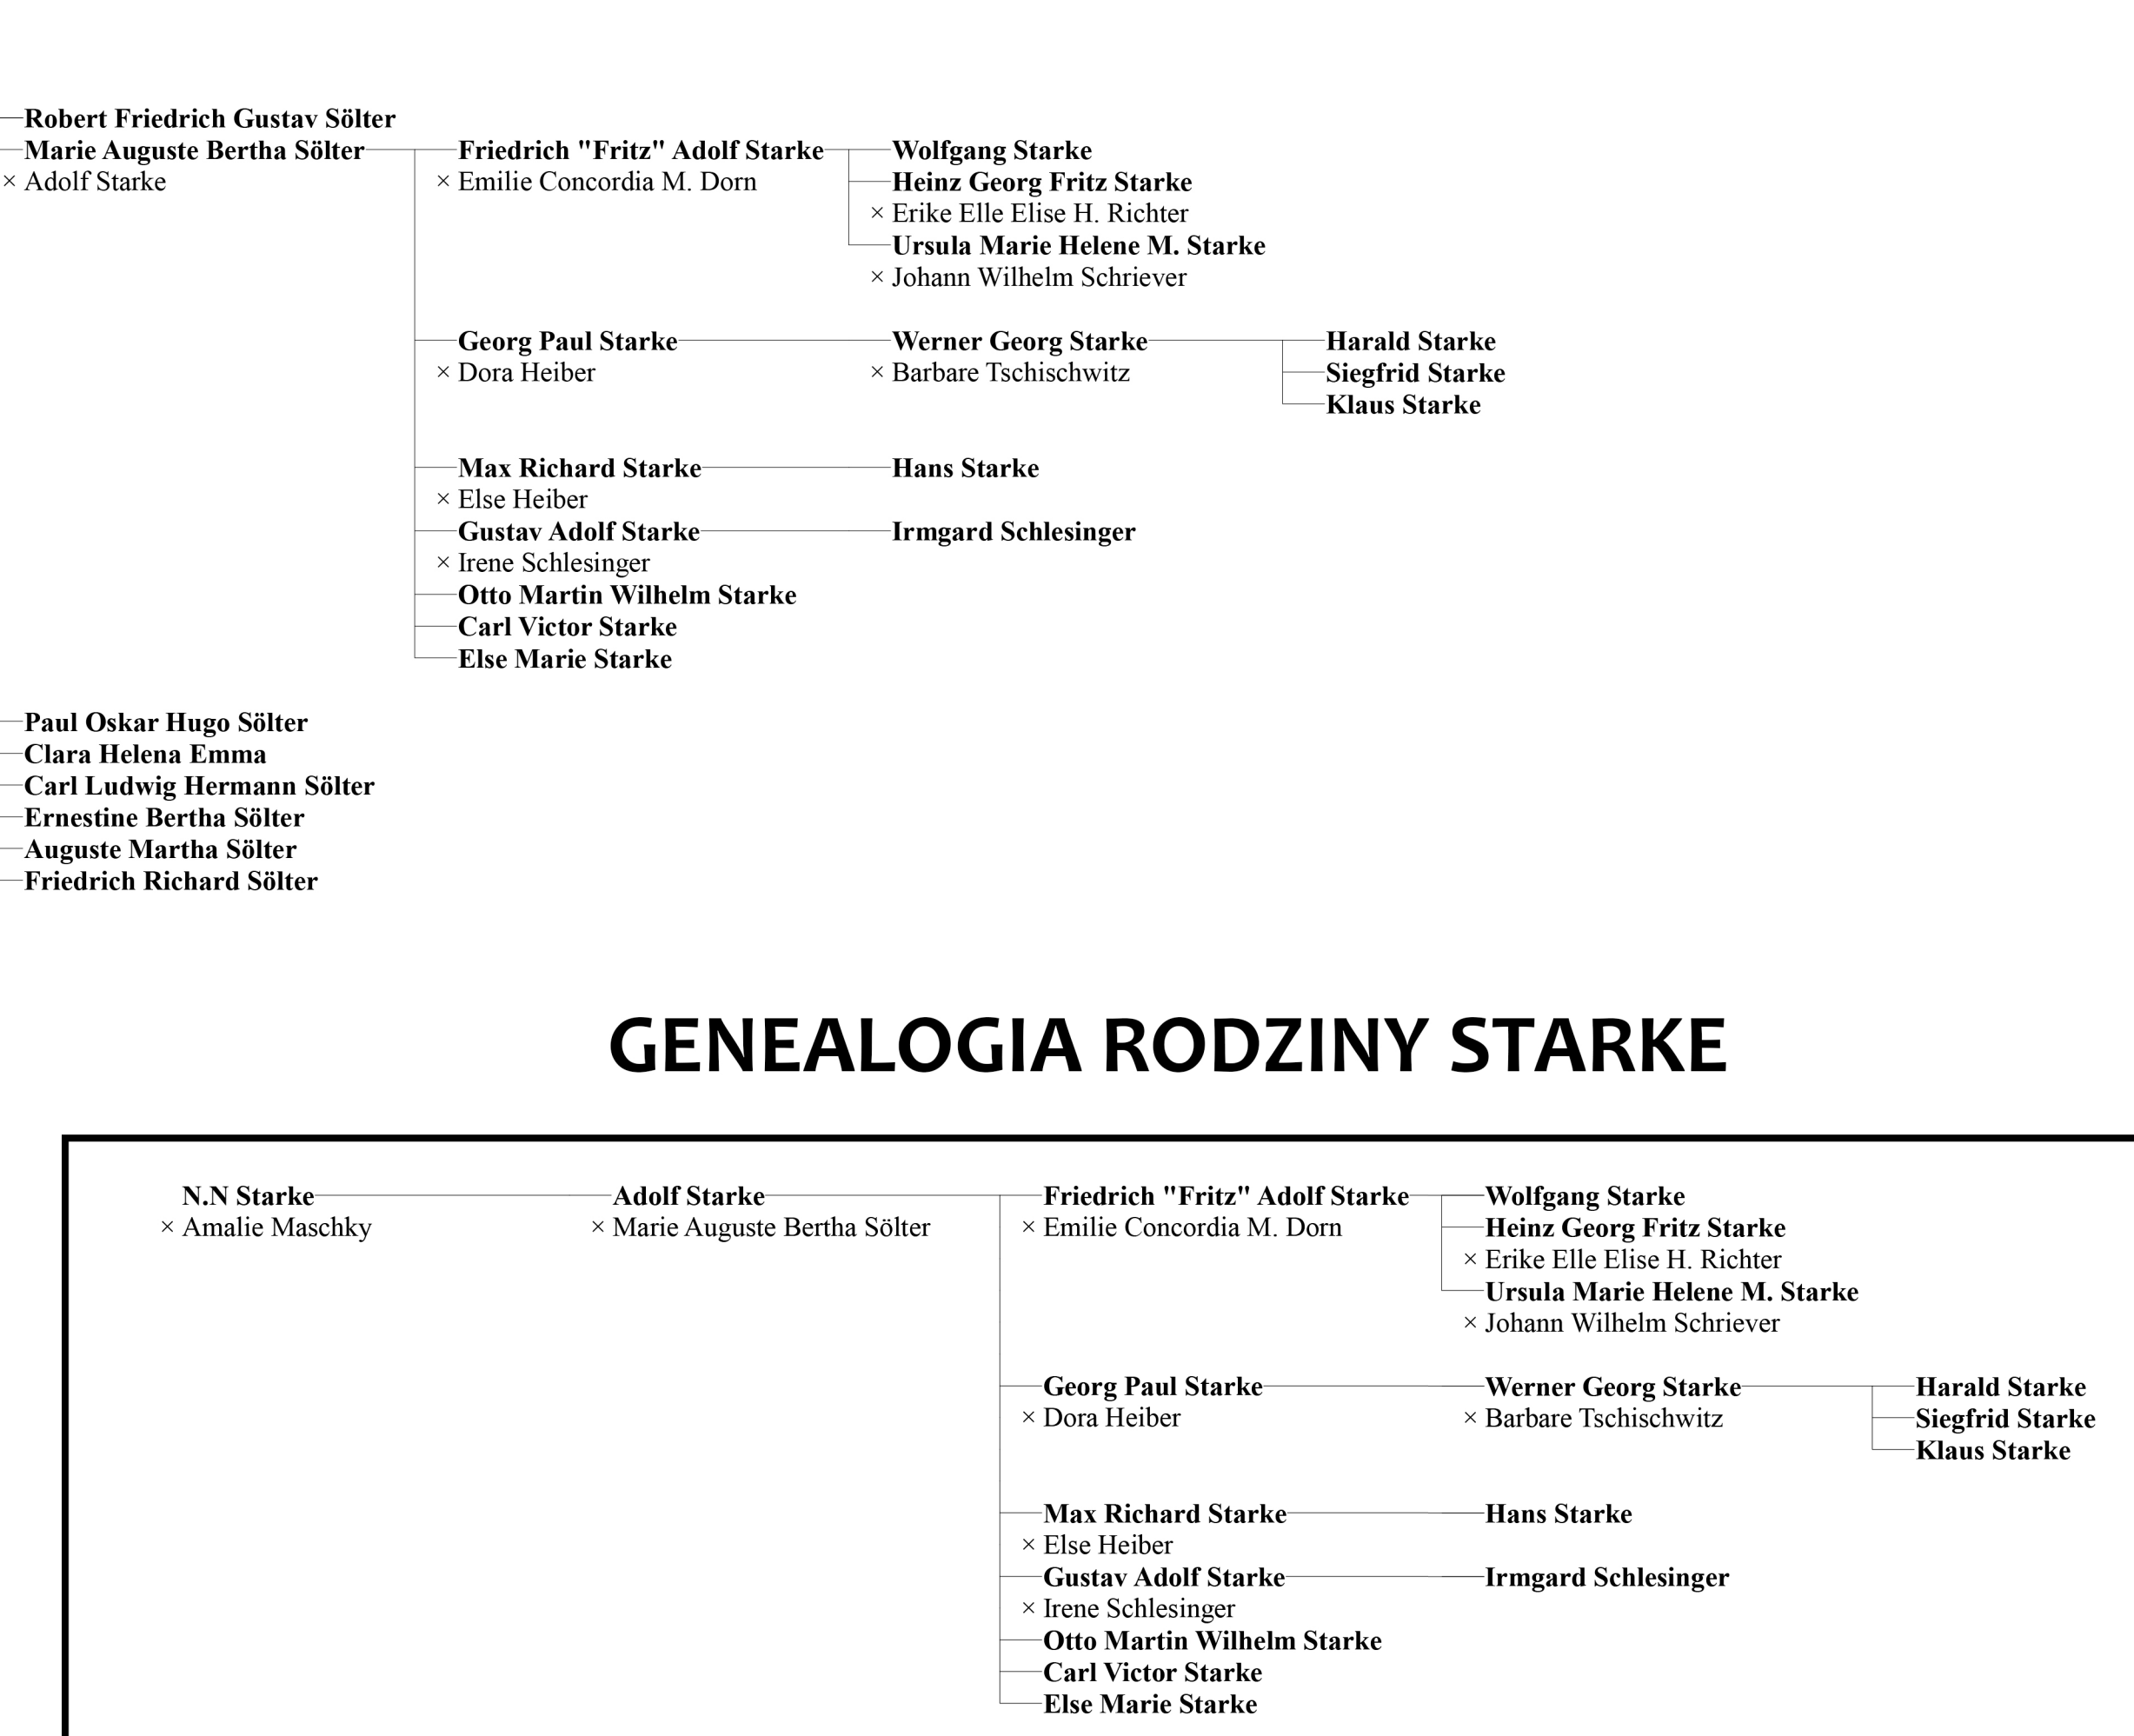 Robert Friedrich Gustav Sölter
Marie Auguste Bertha Sölter Friedrich "Fritz" Adolf Starke Wolfgang Starke
× Adolf Starke × Emilie Concordia M. Dorn Heinz Georg Fritz Starke
× Erike Elle Elise H. Richter
Ursula Marie Helene M. Starke
× Johann Wilhelm Schriever
Georg Paul Starke Werner Georg Starke Harald Starke
× Dora Heiber × Barbare Tschischwitz Siegfrid Starke
Klaus Starke
Max Richard Starke Hans Starke
× Else Heiber
Gustav Adolf Starke Irmgard Schlesinger
× Irene Schlesinger
Otto Martin Wilhelm Starke
Carl Victor Starke
Else Marie Starke
Paul Oskar Hugo Sölter
Clara Helena Emma
Carl Ludwig Hermann Sölter
Ernestine Bertha Sölter
Auguste Martha Sölter
Friedrich Richard Sölter
GENEALOGIA RODZINY STARKE
N.N Starke Adolf Starke Friedrich "Fritz" Adolf Starke Wolfgang Starke
× Amalie Maschky × Marie Auguste Bertha Sölter × Emilie Concordia M. Dorn Heinz Georg Fritz Starke
× Erike Elle Elise H. Richter
Ursula Marie Helene M. Starke
× Johann Wilhelm Schriever
Georg Paul Starke Werner Georg Starke Harald Starke
× Dora Heiber × Barbare Tschischwitz Siegfrid Starke
Klaus Starke
Max Richard Starke Hans Starke
× Else Heiber
Gustav Adolf Starke Irmgard Schlesinger
× Irene Schlesinger
Otto Martin Wilhelm Starke
Carl Victor Starke
Else Marie Starke